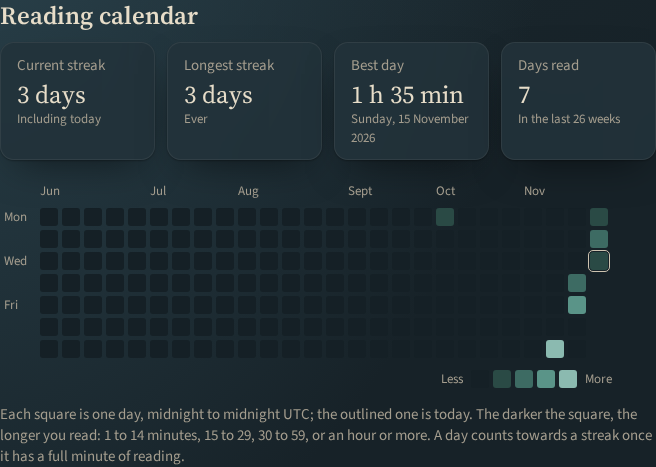 Reading calendar
Current streak
3 days
Including today
Longest streak
3 days
Ever
Best day
1 h 35 min
Sunday, 15 November
2026
Days read
7
In the last 26 weeks
Jun Jul Aug Sept Oct Nov
Mon
Wed
Fri
Less More
Each square is one day, midnight to midnight UTC; the outlined one is today. The darker the square, the
longer you read: 1 to 14 minutes, 15 to 29, 30 to 59, or an hour or more. A day counts towards a streak once
it has a full minute of reading.